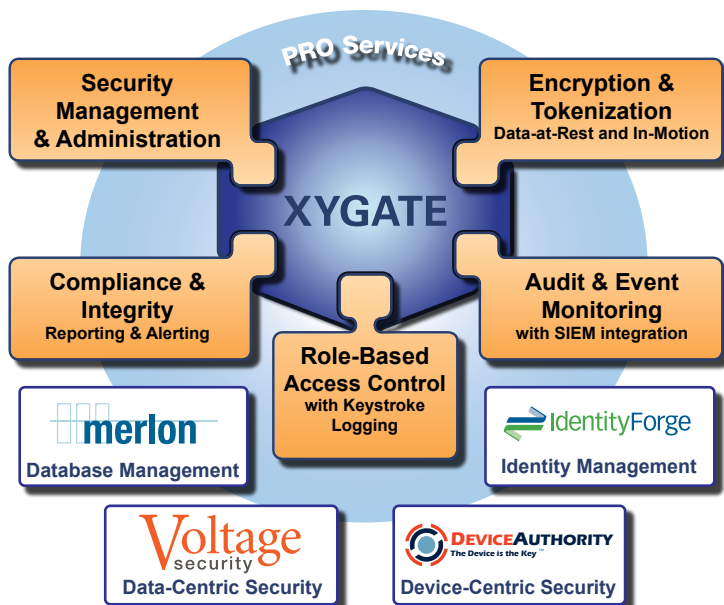 PRO Services
Security
Management
& Administration
Encryption &
Tokenization
Data-at-Rest and In-Motion
XYGATE
Compliance &
Integrity
Reporting & Alerting
Audit & Event
Monitoring
with SIEM integration
Role-Based
Access Control
with Keystroke
Logging
merlon
Database Management
IdentityForge
Identity Management
Voltage
security
Data-Centric Security
DEVICEAUTHORITY
The Device is the Key™
Device-Centric Security